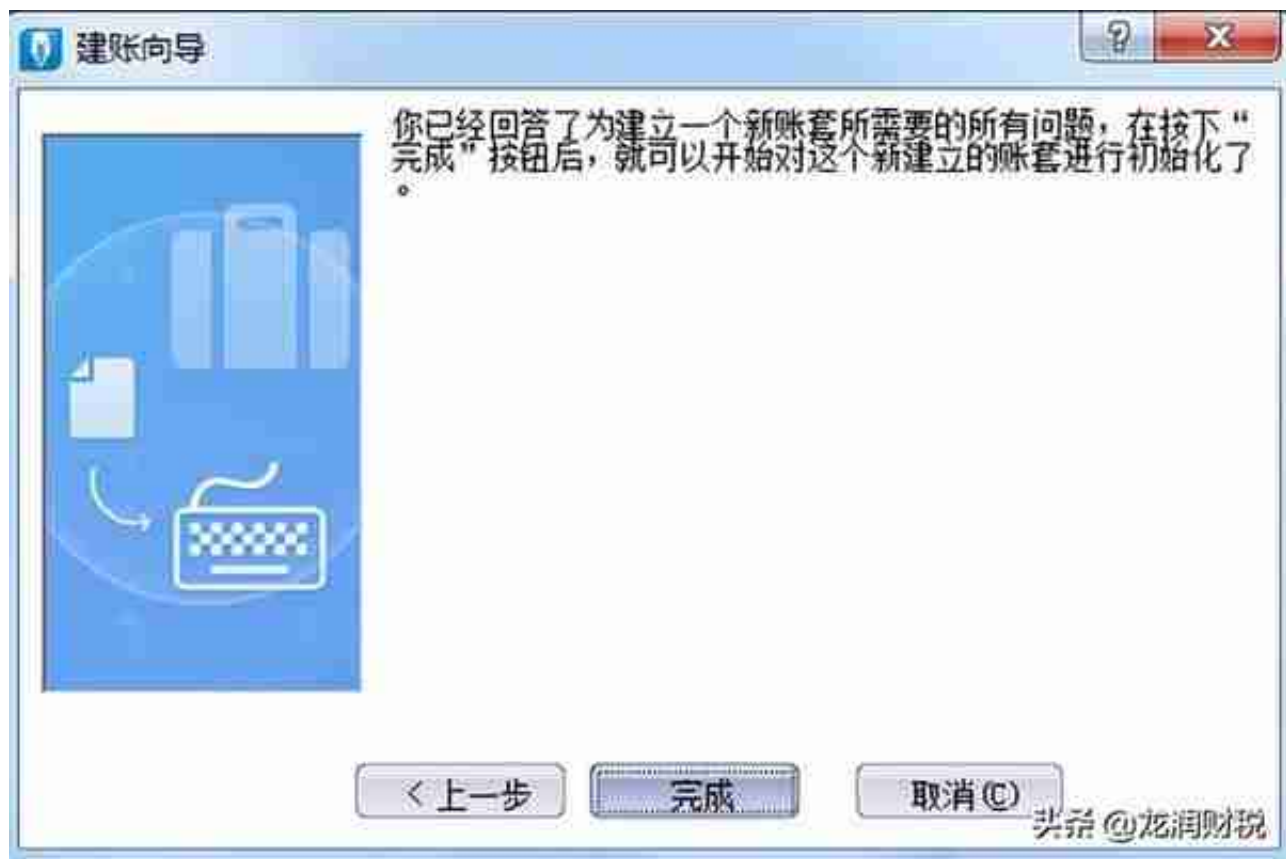 建账向导
你已经回答了为建立一个新账套所需要的所有问题，在按下“
完成”按钮后，就可以开始对这个新建立的账套进行初始化了
。
<上一步 完成 取消(C)
头条 @龙润财税